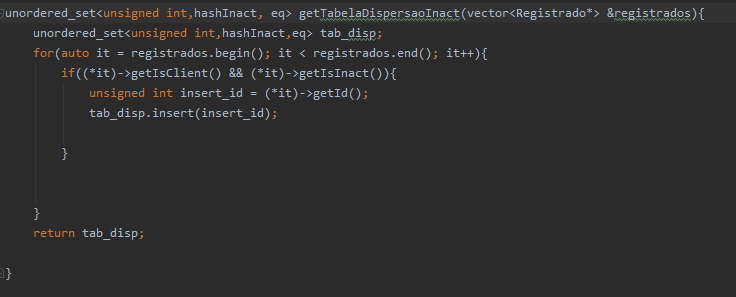 unordered_set<unsigned int,hashInact, eq> getTabelaDispersaoInact(vector<Registrado*> &registrados){
unordered_set<unsigned int,hashInact,eq> tab_disp;
for(auto it = registrados.begin(); it < registrados.end(); it++){
if((*it)->getIsClient() && (*it)->getIsInact()){
unsigned int insert_id = (*it)->getId();
tab_disp.insert(insert_id);
}
}
return tab_disp;
}